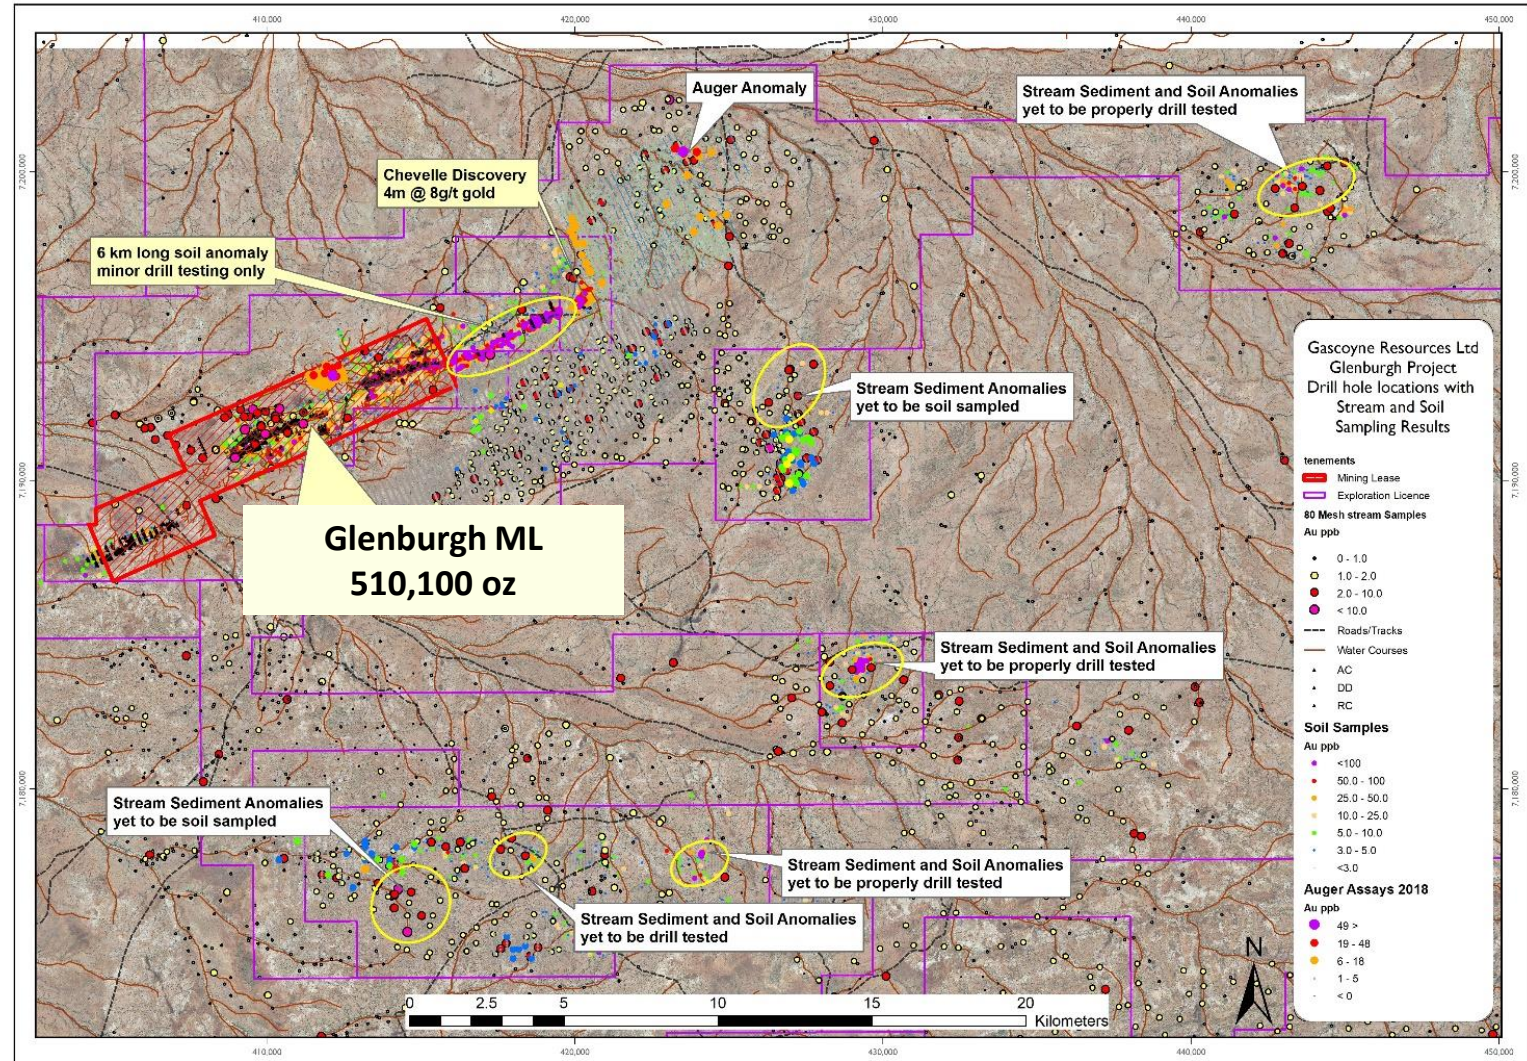 410,000
420,000
430,000
440,000
450,000
Auger Anomaly
Stream Sediment and Soil Anomalies
yet to be properly drill tested
Chevelle Discovery
4m @ 8g/t gold
7,200,000
7,200,000
6 km long soil anomaly
minor drill testing only
Stream Sediment Anomalies
yet to be soil sampled
Glenburgh ML
510,100 oz
7,190,000
7,190,000
Stream Sediment and Soil Anomalies
yet to be properly drill tested
7,180,000
7,180,000
Stream Sediment Anomalies
yet to be soil sampled
Stream Sediment and Soil Anomalies
yet to be properly drill tested
Stream Sediment and Soil Anomalies
yet to be drill tested
Gascoyne Resources Ltd
Glenburgh Project
Drill hole locations with
Stream and Soil
Sampling Results
tenements
Mining Lease
Exploration Licence
80 Mesh stream Samples
Au ppb
0 - 1.0
1.0 - 2.0
2.0 - 10.0
< 10.0
Roads/Tracks
Water Courses
AC
DD
RC
Soil Samples
Au ppb
<100
50.0 - 100
25.0 - 50.0
10.0 - 25.0
5.0 - 10.0
3.0 - 5.0
<3.0
Auger Assays 2018
Au ppb
49 >
19 - 48
6 - 18
1 - 5
< 0
N
0 2.5 5 10 15 20
Kilometers
410,000
420,000
430,000
440,000
450,000